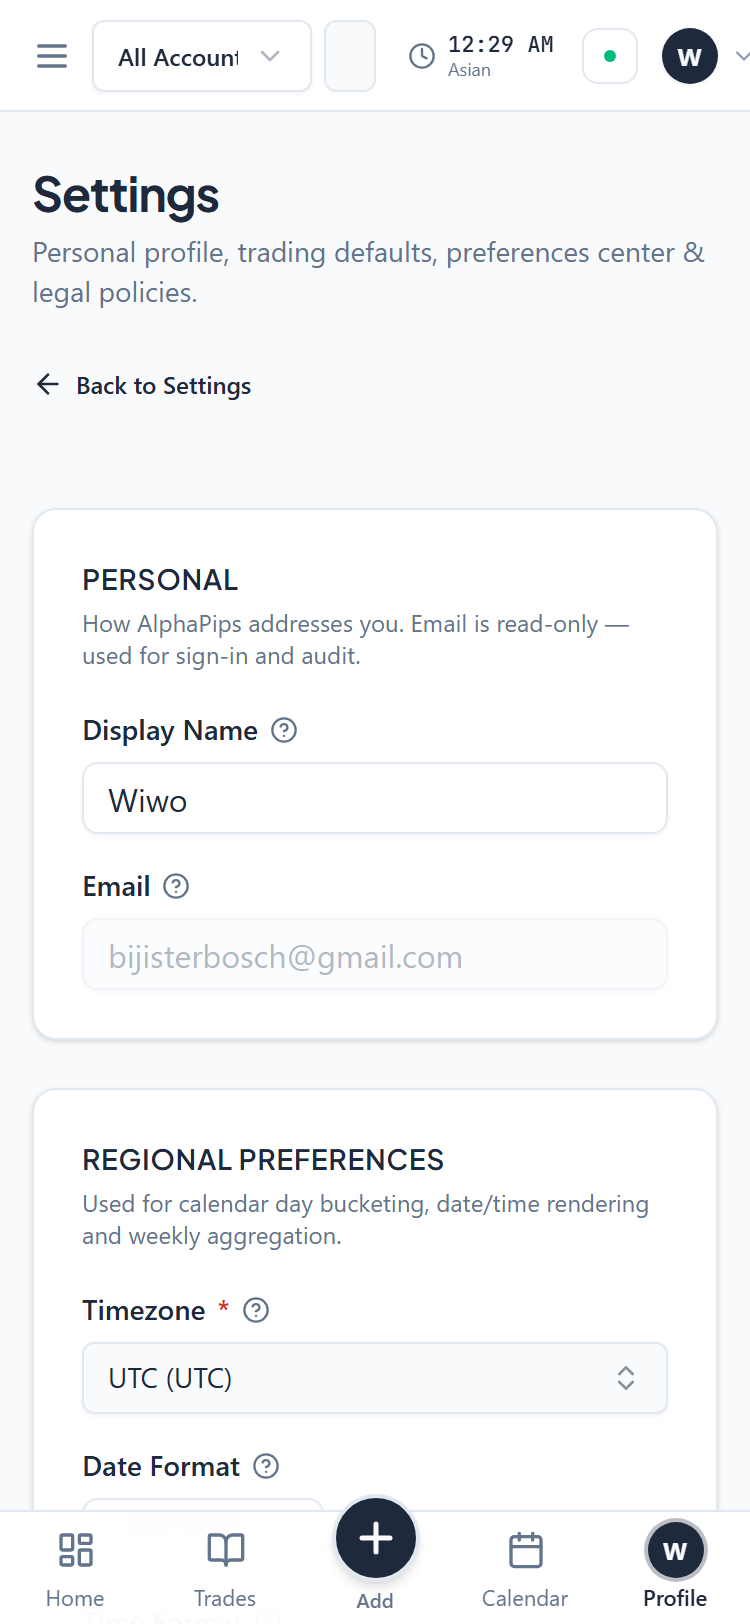 All Account
12:29 AM
Asian
W
Settings
Personal profile, trading defaults, preferences center &
legal policies.
Back to Settings
PERSONAL
How AlphaPips addresses you. Email is read-only —
used for sign-in and audit.
Display Name
Wiwo
Email
bijisterbosch@gmail.com
REGIONAL PREFERENCES
Used for calendar day bucketing, date/time rendering
and weekly aggregation.
Timezone *
UTC (UTC)
Date Format
W
Home
Trades
Add
Calendar
Profile
Time Format